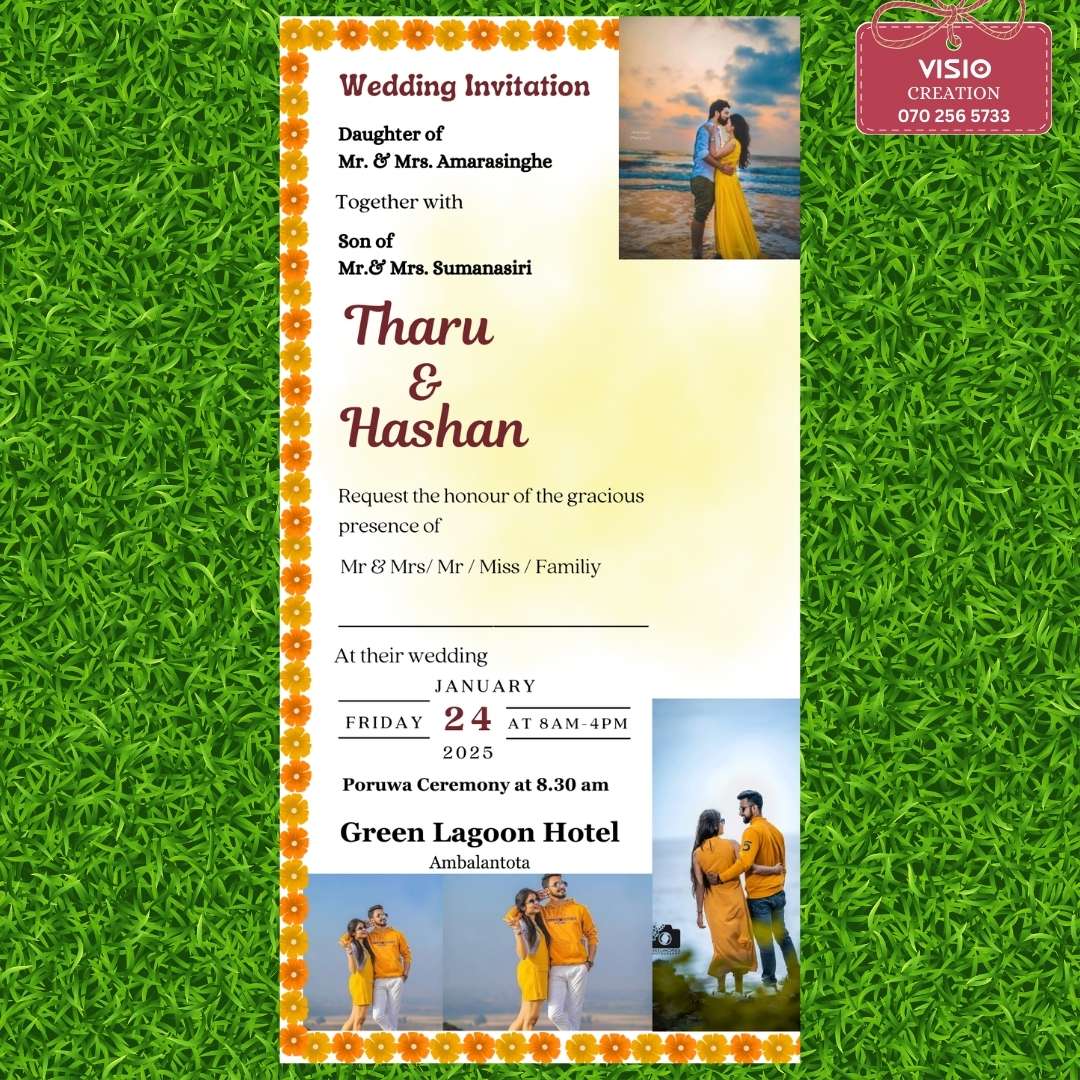 VISIO
CREATION
070 256 5733
Wedding Invitation
Daughter of
Mr. & Mrs. Amarasinghe
Together with
Son of
Mr.& Mrs. Sumanasiri
Tharu
&
Hashan
Request the honour of the gracious
presence of
Mr & Mrs/ Mr / Miss / Familiy
At their wedding
JANUARY
FRIDAY 24 AT 8AM-4PM
2025
Poruwa Ceremony at 8.30 am
Green Lagoon Hotel
Ambalantota